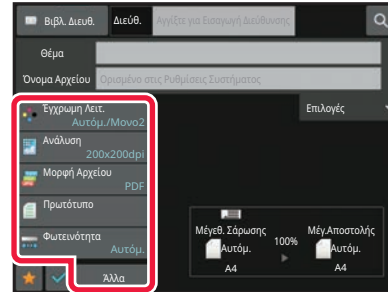 Βιβλ. Διευθ.
Διεύθ.
Αγγίξτε για Εισαγωγή Διεύθυνσης
Θέμα
Όνομα Αρχείου
Ορισμένο στις Ρυθμίσεις Συστήματος
Έγχρωμη Λειτ.
Αυτόμ./Μονο2
Επιλογές
Ανάλυση
200x200dpi
Μορφή Αρχείου
PDF
Πρωτότυπο
Φωτεινότητα
Αυτόμ.
Μέγεθ. Σάρωσης
Αυτόμ.
A4
100%
Μέγ.Αποστολής
Αυτόμ.
A4
Άλλα